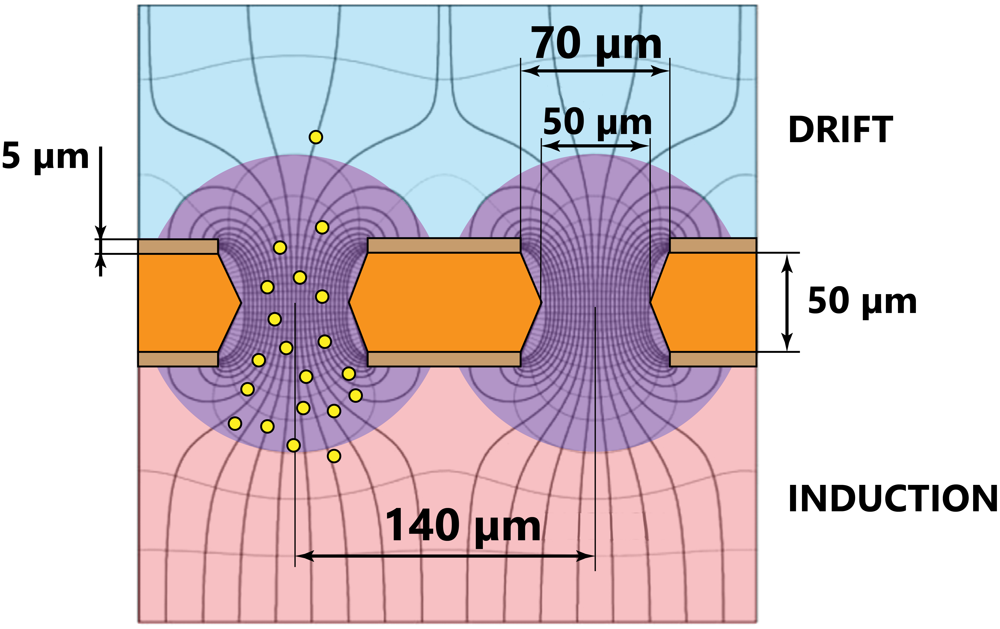 70 µm
50 µm
DRIFT
5 µm
50 µm
INDUCTION
140 µm